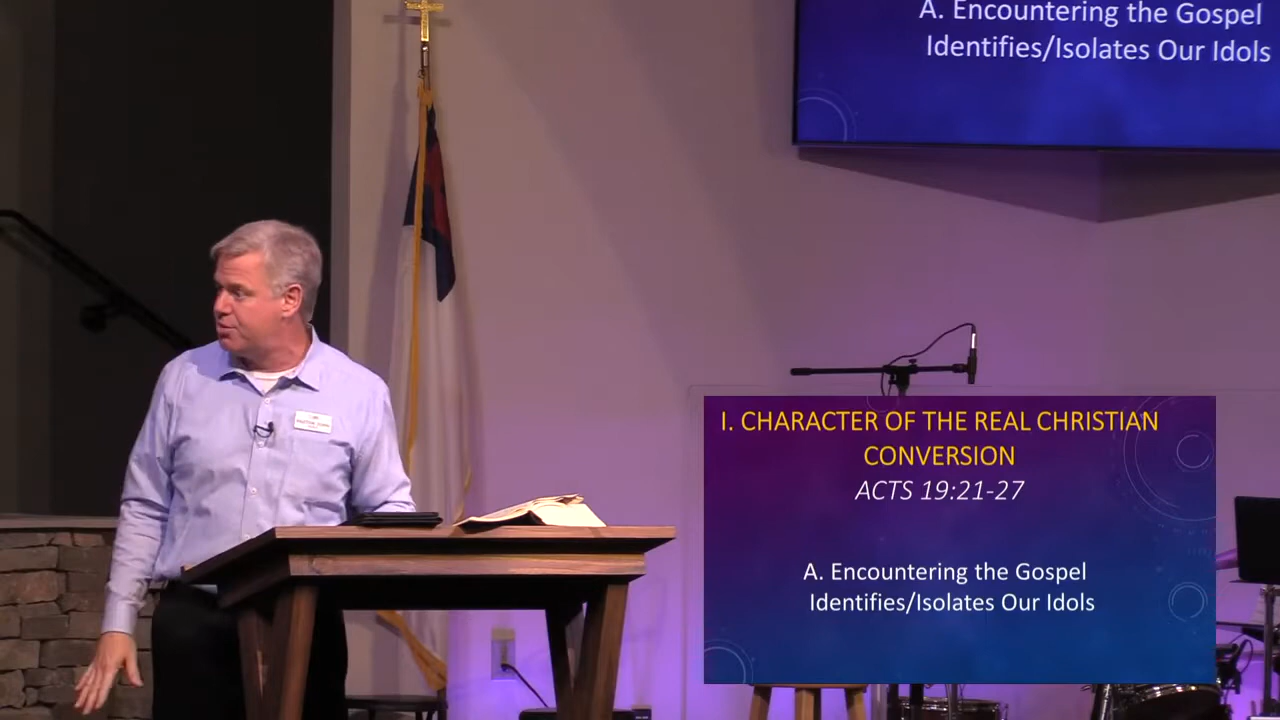 A. Encountering the Gospel
Identifies/Isolates Our Idols
I. CHARACTER OF THE REAL CHRISTIAN
CONVERSION
ACTS 19:21-27
A. Encountering the Gospel
Identifies/Isolates Our Idols